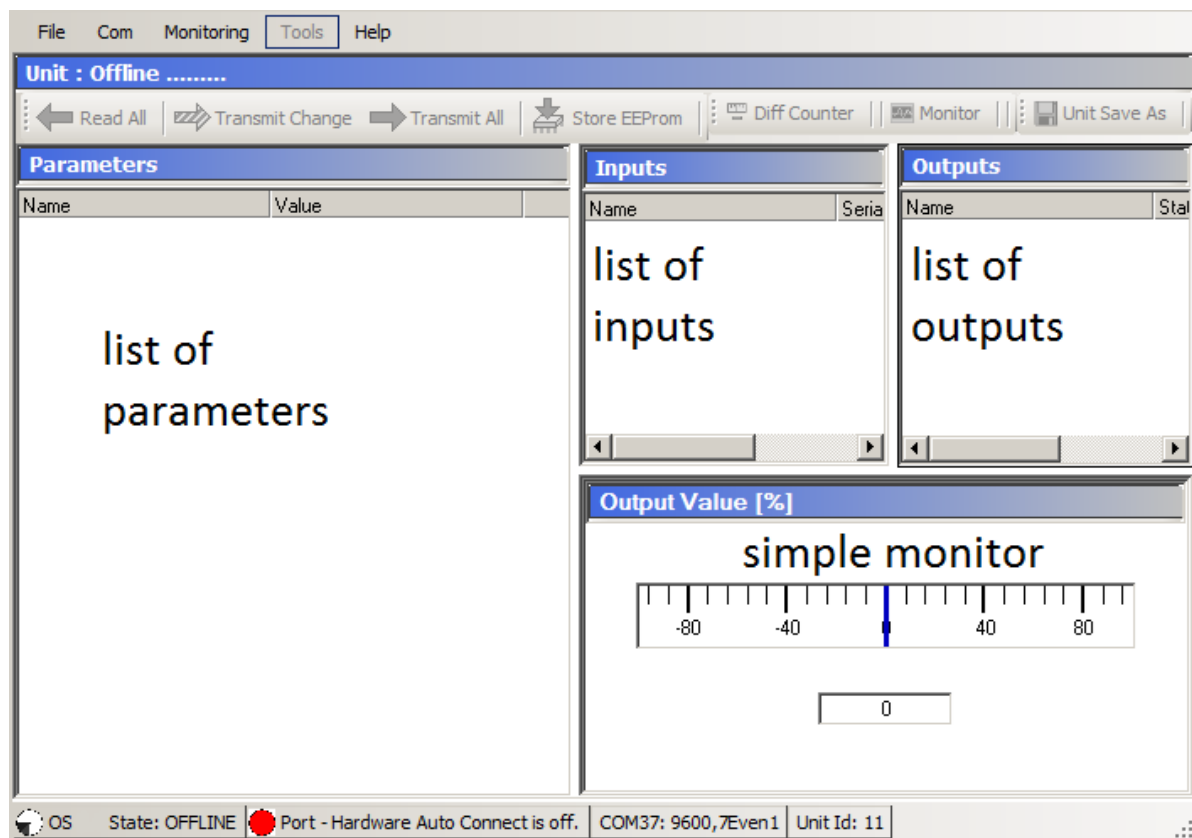 File Com Monitoring Tools Help
Unit : Offline .........
Read All Transmit Change Transmit All Store EEProm Diff Counter Monitor Unit Save As
Parameters
Name Value
list of
parameters
Inputs
Name Seria
list of
inputs
Outputs
Name Stat
list of
outputs
Output Value [%]
simple monitor
-80 -40 0 40 80
0
OS State: OFFLINE Port - Hardware Auto Connect is off. COM37: 9600,7Even1 Unit Id: 11